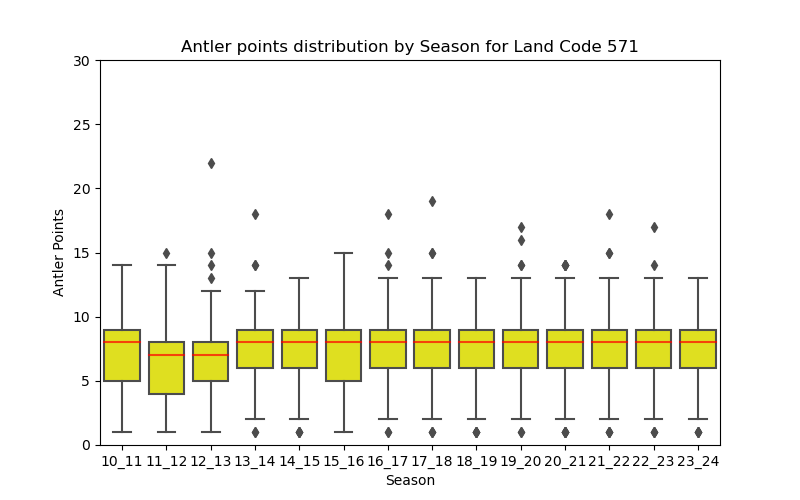 Antler points distribution by Season for Land Code 571
30
25
20
15
10
5
0
Antler Points
10_11 11_12 12_13 13_14 14_15 15_16 16_17 17_18 18_19 19_20 20_21 21_22 22_23 23_24
Season